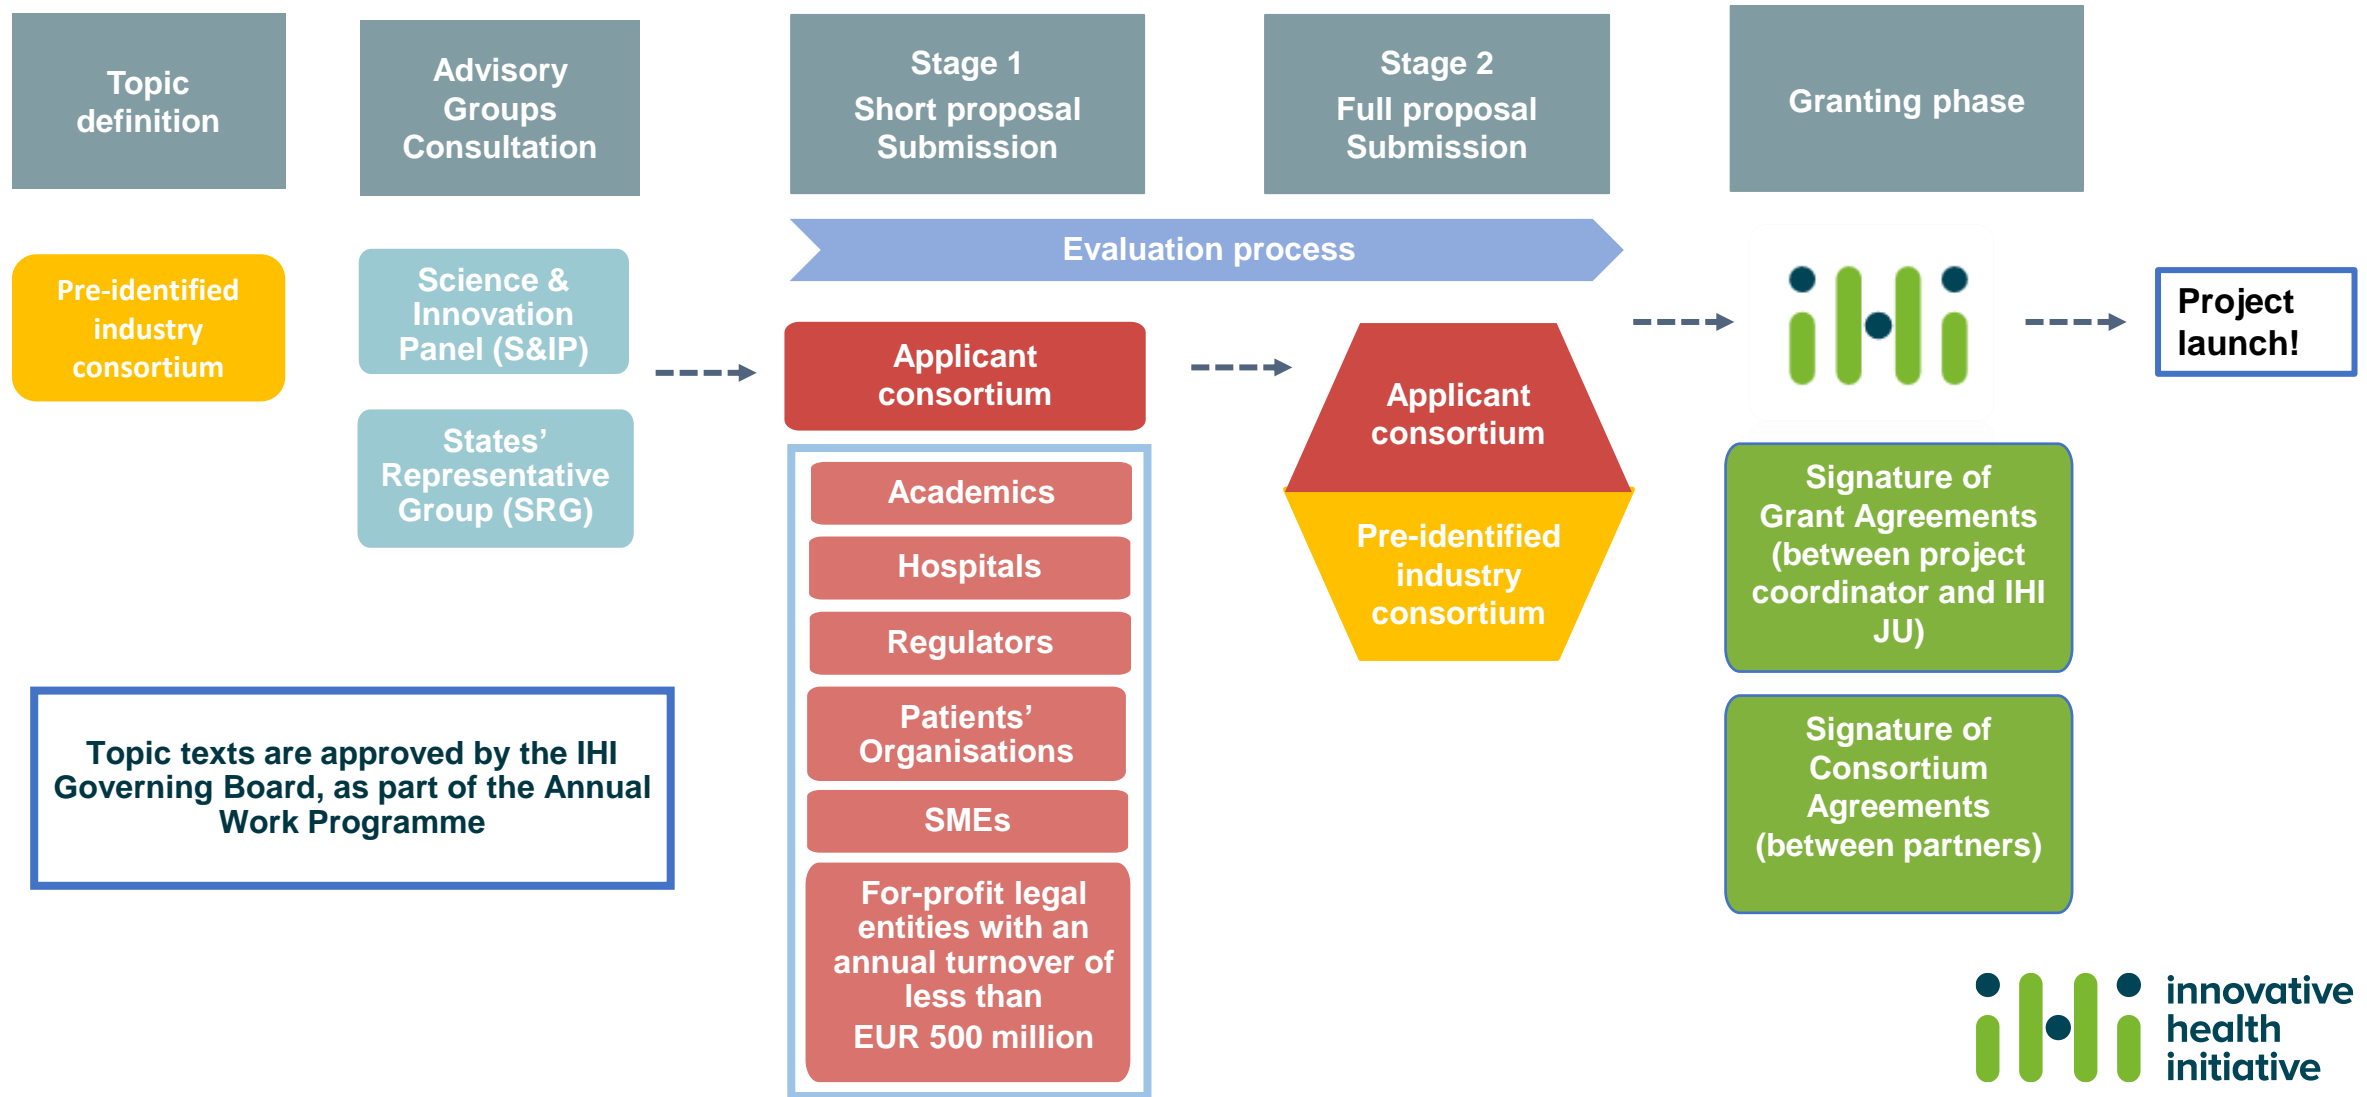 Topic
definition
Advisory
Groups
Consultation
Stage 1
Short proposal
Submission
Stage 2
Full proposal
Submission
Granting phase
Evaluation process
Pre-identified
industry
consortium
Science &
Innovation
Panel (S&IP)
States’
Representative
Group (SRG)
Applicant
consortium
Academics
Hospitals
Regulators
Patients’
Organisations
SMEs
For-profit legal
entities with an
annual turnover of
less than
EUR 500 million
Applicant
consortium
Pre-identified
industry
consortium
iHi
Signature of
Grant Agreements
(between project
coordinator and IHI
JU)
Signature of
Consortium
Agreements
(between partners)
Project
launch!
Topic texts are approved by the IHI
Governing Board, as part of the Annual
Work Programme
iHi
innovative
health
initiative